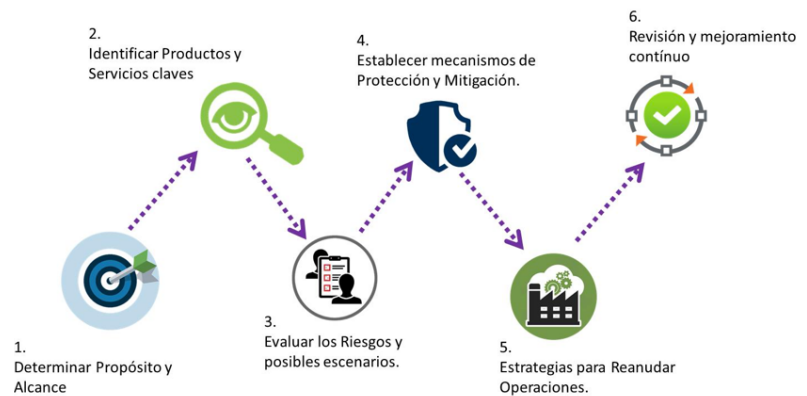 1.
Determinar Propósito y
Alcance
2.
Identificar Productos y
Servicios claves
3.
Evaluar los Riesgos y
posibles escenarios.
4.
Establecer mecanismos de
Protección y Mitigación.
5.
Estrategias para Reanudar
Operaciones.
6.
Revisión y mejoramiento
contínuo